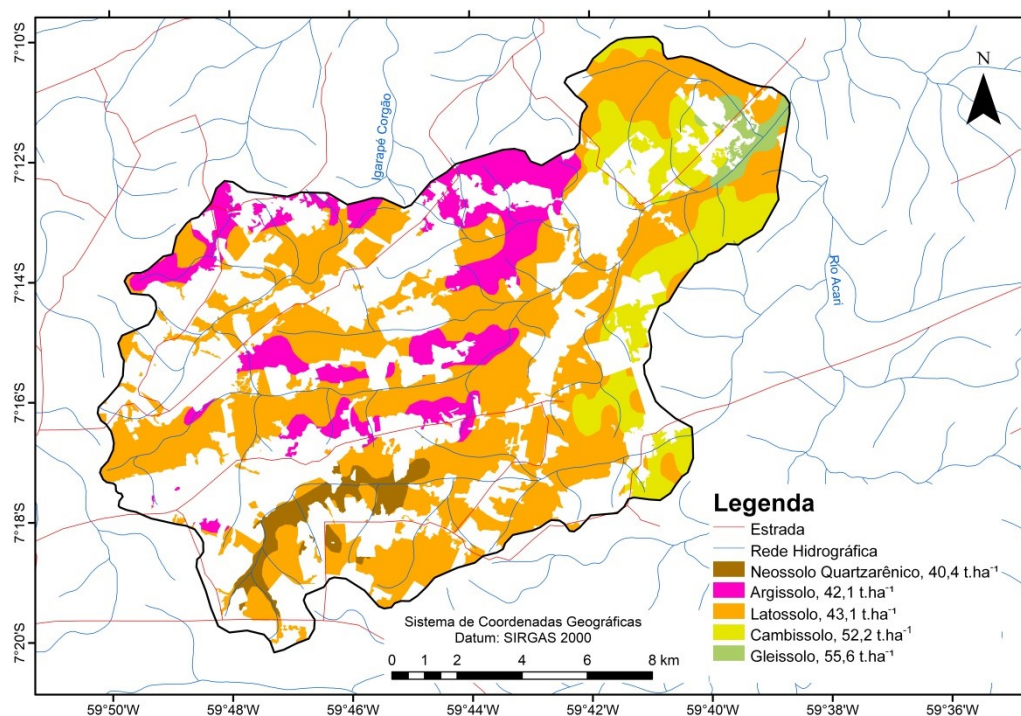 7°10'S
7°12'S
7°14'S
7°16'S
7°18'S
7°20'S
Igarapé Corgão
Rio Acari
N
Legenda
Estrada
Rede Hidrográfica
Neossolo Quartzarênico, 40,4 t.ha⁻¹
Argissolo, 42,1 t.ha⁻¹
Latossolo, 43,1 t.ha⁻¹
Cambissolo, 52,2 t.ha⁻¹
Gleissolo, 55,6 t.ha⁻¹
Sistema de Coordenadas Geográficas
Datum: SIRGAS 2000
0 1 2 4 6 8 km
59°50'W 59°48'W 59°46'W 59°44'W 59°42'W 59°40'W 59°38'W 59°36'W